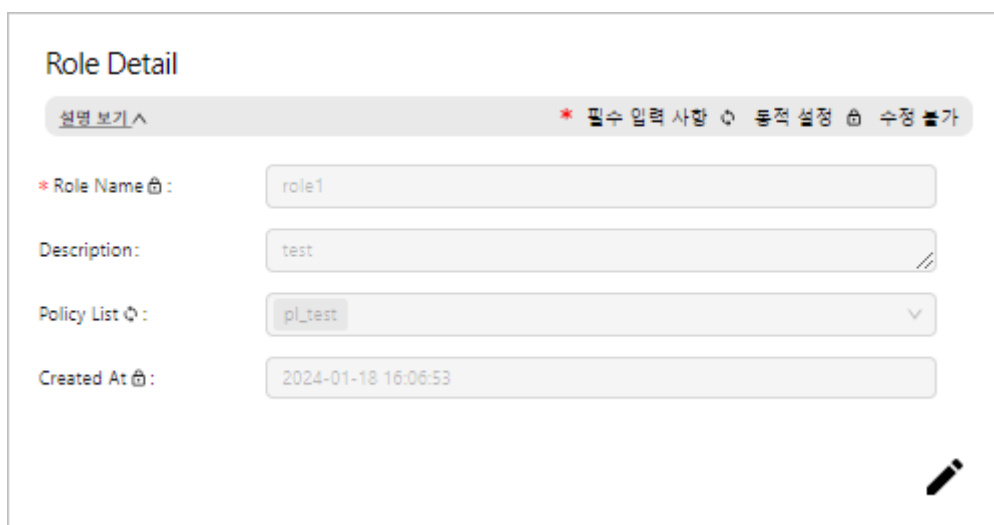 Role Detail
설명 보기 * 필수 입력 사항 동적 설정 수정 불가
* Role Name : role1
Description: test
Policy List : pl_test
Created At : 2024-01-18 16:06:53